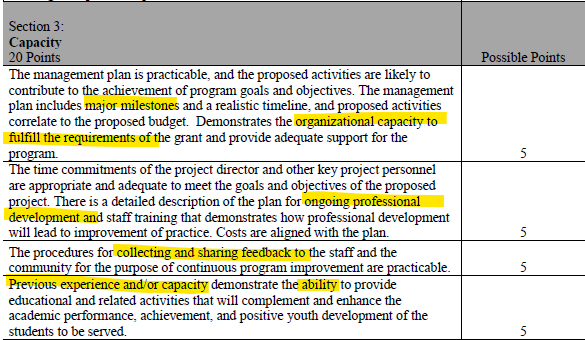 Section 3:
Capacity
20 Points
Possible Points
The management plan is practicable, and the proposed activities are likely to
contribute to the achievement of program goals and objectives. The management
plan includes major milestones and a realistic timeline, and proposed activities
correlate to the proposed budget. Demonstrates the organizational capacity to
fulfill the requirements of the grant and provide adequate support for the
program.
5
The time commitments of the project director and other key project personnel
are appropriate and adequate to meet the goals and objectives of the proposed
project. There is a detailed description of the plan for ongoing professional
development and staff training that demonstrates how professional development
will lead to improvement of practice. Costs are aligned with the plan.
5
The procedures for collecting and sharing feedback to the staff and the
community for the purpose of continuous program improvement are practicable.
5
Previous experience and/or capacity demonstrate the ability to provide
educational and related activities that will complement and enhance the
academic performance, achievement, and positive youth development of the
students to be served.
5